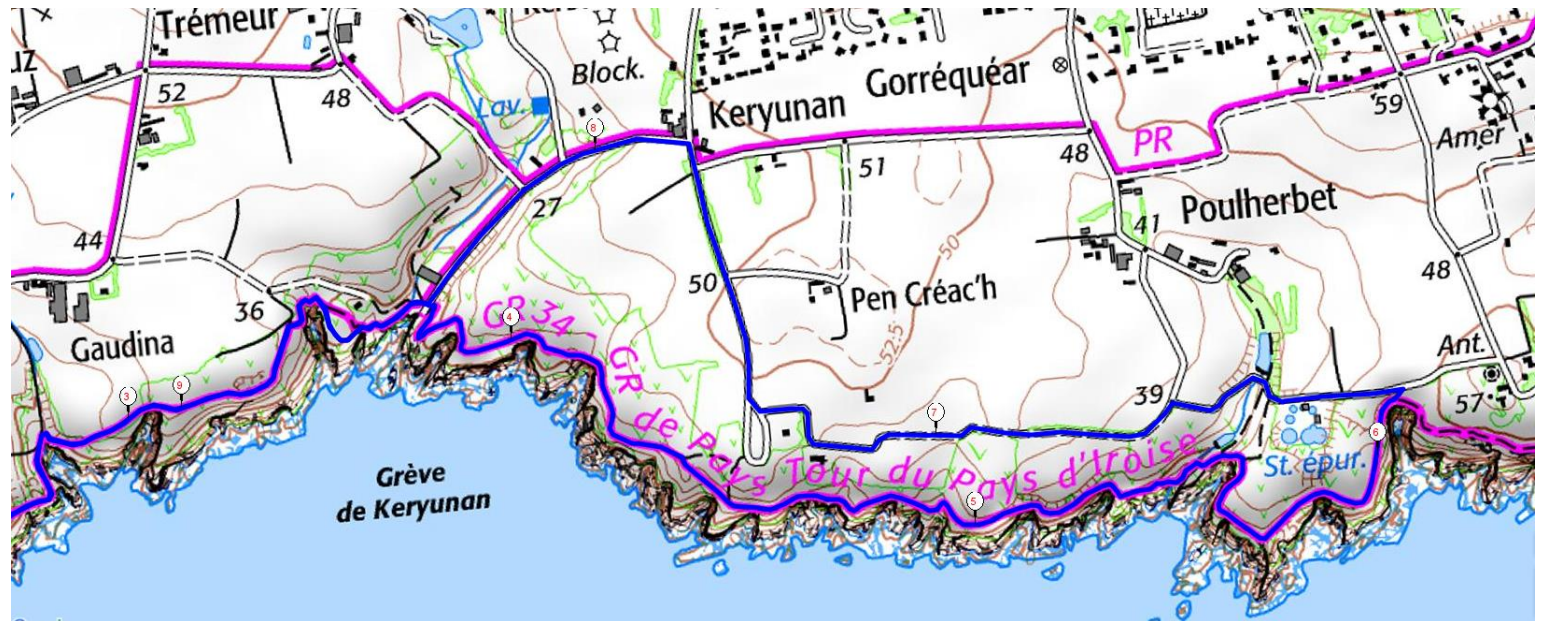 Trémeur
UZ
52
48
Block.
Lav.
8
Keryunan
Gorréquéar
PR
59
Amer
48
51
27
44
41
Poulherbet
50
36
50
48
Pen Créac'h
52.5
Gaudina
GR 34 - GR de Pays Tour du Pays d'Iroise
4
Ant.
3
9
39
57
7
6
St. épur.
Grève
de Keryunan
5